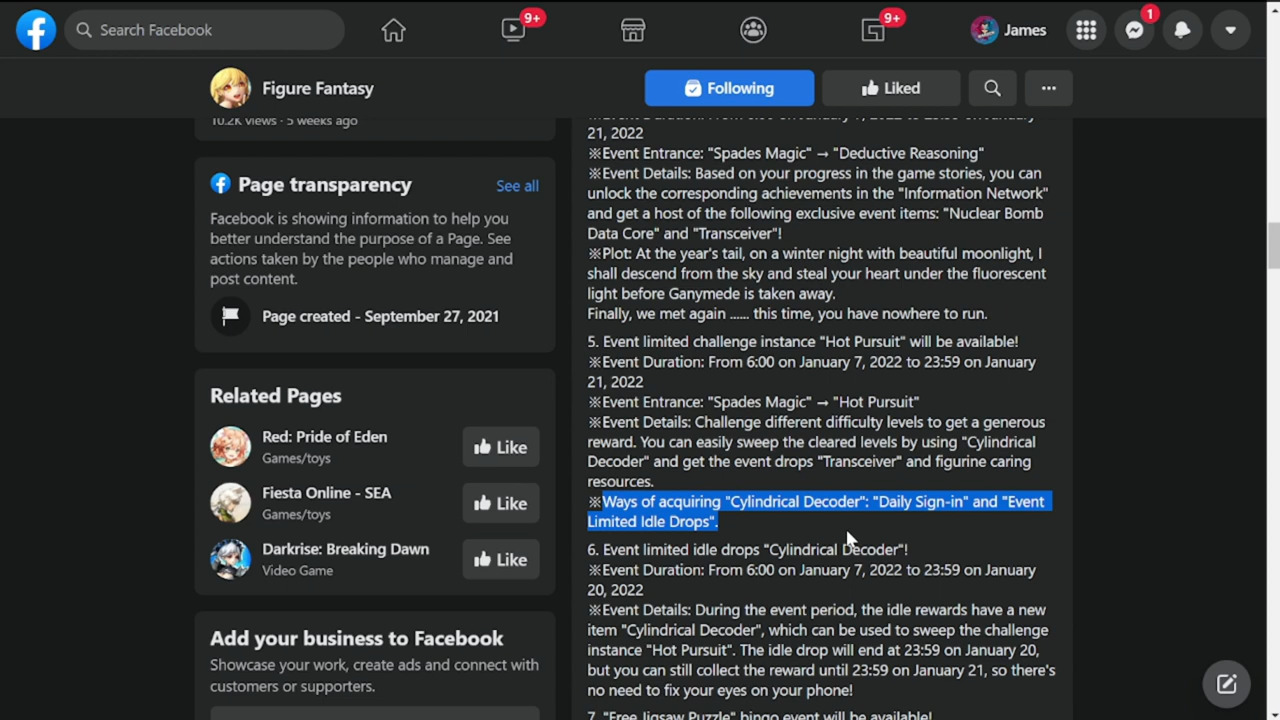 Search Facebook
9+
9+
James
1
Figure Fantasy
Following
Liked
10.2K views · 5 weeks ago
Page transparency
See all
Facebook is showing information to help you
better understand the purpose of a Page. See
actions taken by the people who manage and
post content.
Page created - September 27, 2021
Related Pages
Red: Pride of Eden
Games/toys
Like
Fiesta Online - SEA
Games/toys
Like
Darkrise: Breaking Dawn
Video Game
Like
Add your business to Facebook
Showcase your work, create ads and connect with
customers or supporters.
21, 2022
※Event Entrance: "Spades Magic" → "Deductive Reasoning"
※Event Details: Based on your progress in the game stories, you can
unlock the corresponding achievements in the "Information Network"
and get a host of the following exclusive event items: "Nuclear Bomb
Data Core" and "Transceiver"!
※Plot: At the year's tail, on a winter night with beautiful moonlight, I
shall descend from the sky and steal your heart under the fluorescent
light before Ganymede is taken away.
Finally, we met again ...... this time, you have nowhere to run.
5. Event limited challenge instance "Hot Pursuit" will be available!
※Event Duration: From 6:00 on January 7, 2022 to 23:59 on January
21, 2022
※Event Entrance: "Spades Magic" → "Hot Pursuit"
※Event Details: Challenge different difficulty levels to get a generous
reward. You can easily sweep the cleared levels by using "Cylindrical
Decoder" and get the event drops "Transceiver" and figurine caring
resources.
※Ways of acquiring "Cylindrical Decoder": "Daily Sign-in" and "Event
Limited Idle Drops".
6. Event limited idle drops "Cylindrical Decoder"!
※Event Duration: From 6:00 on January 7, 2022 to 23:59 on January
20, 2022
※Event Details: During the event period, the idle rewards have a new
item "Cylindrical Decoder", which can be used to sweep the challenge
instance "Hot Pursuit". The idle drop will end at 23:59 on January 20,
but you can still collect the reward until 23:59 on January 21, so there's
no need to fix your eyes on your phone!
7. "Free Jigsaw Puzzle" bingo event will be available!